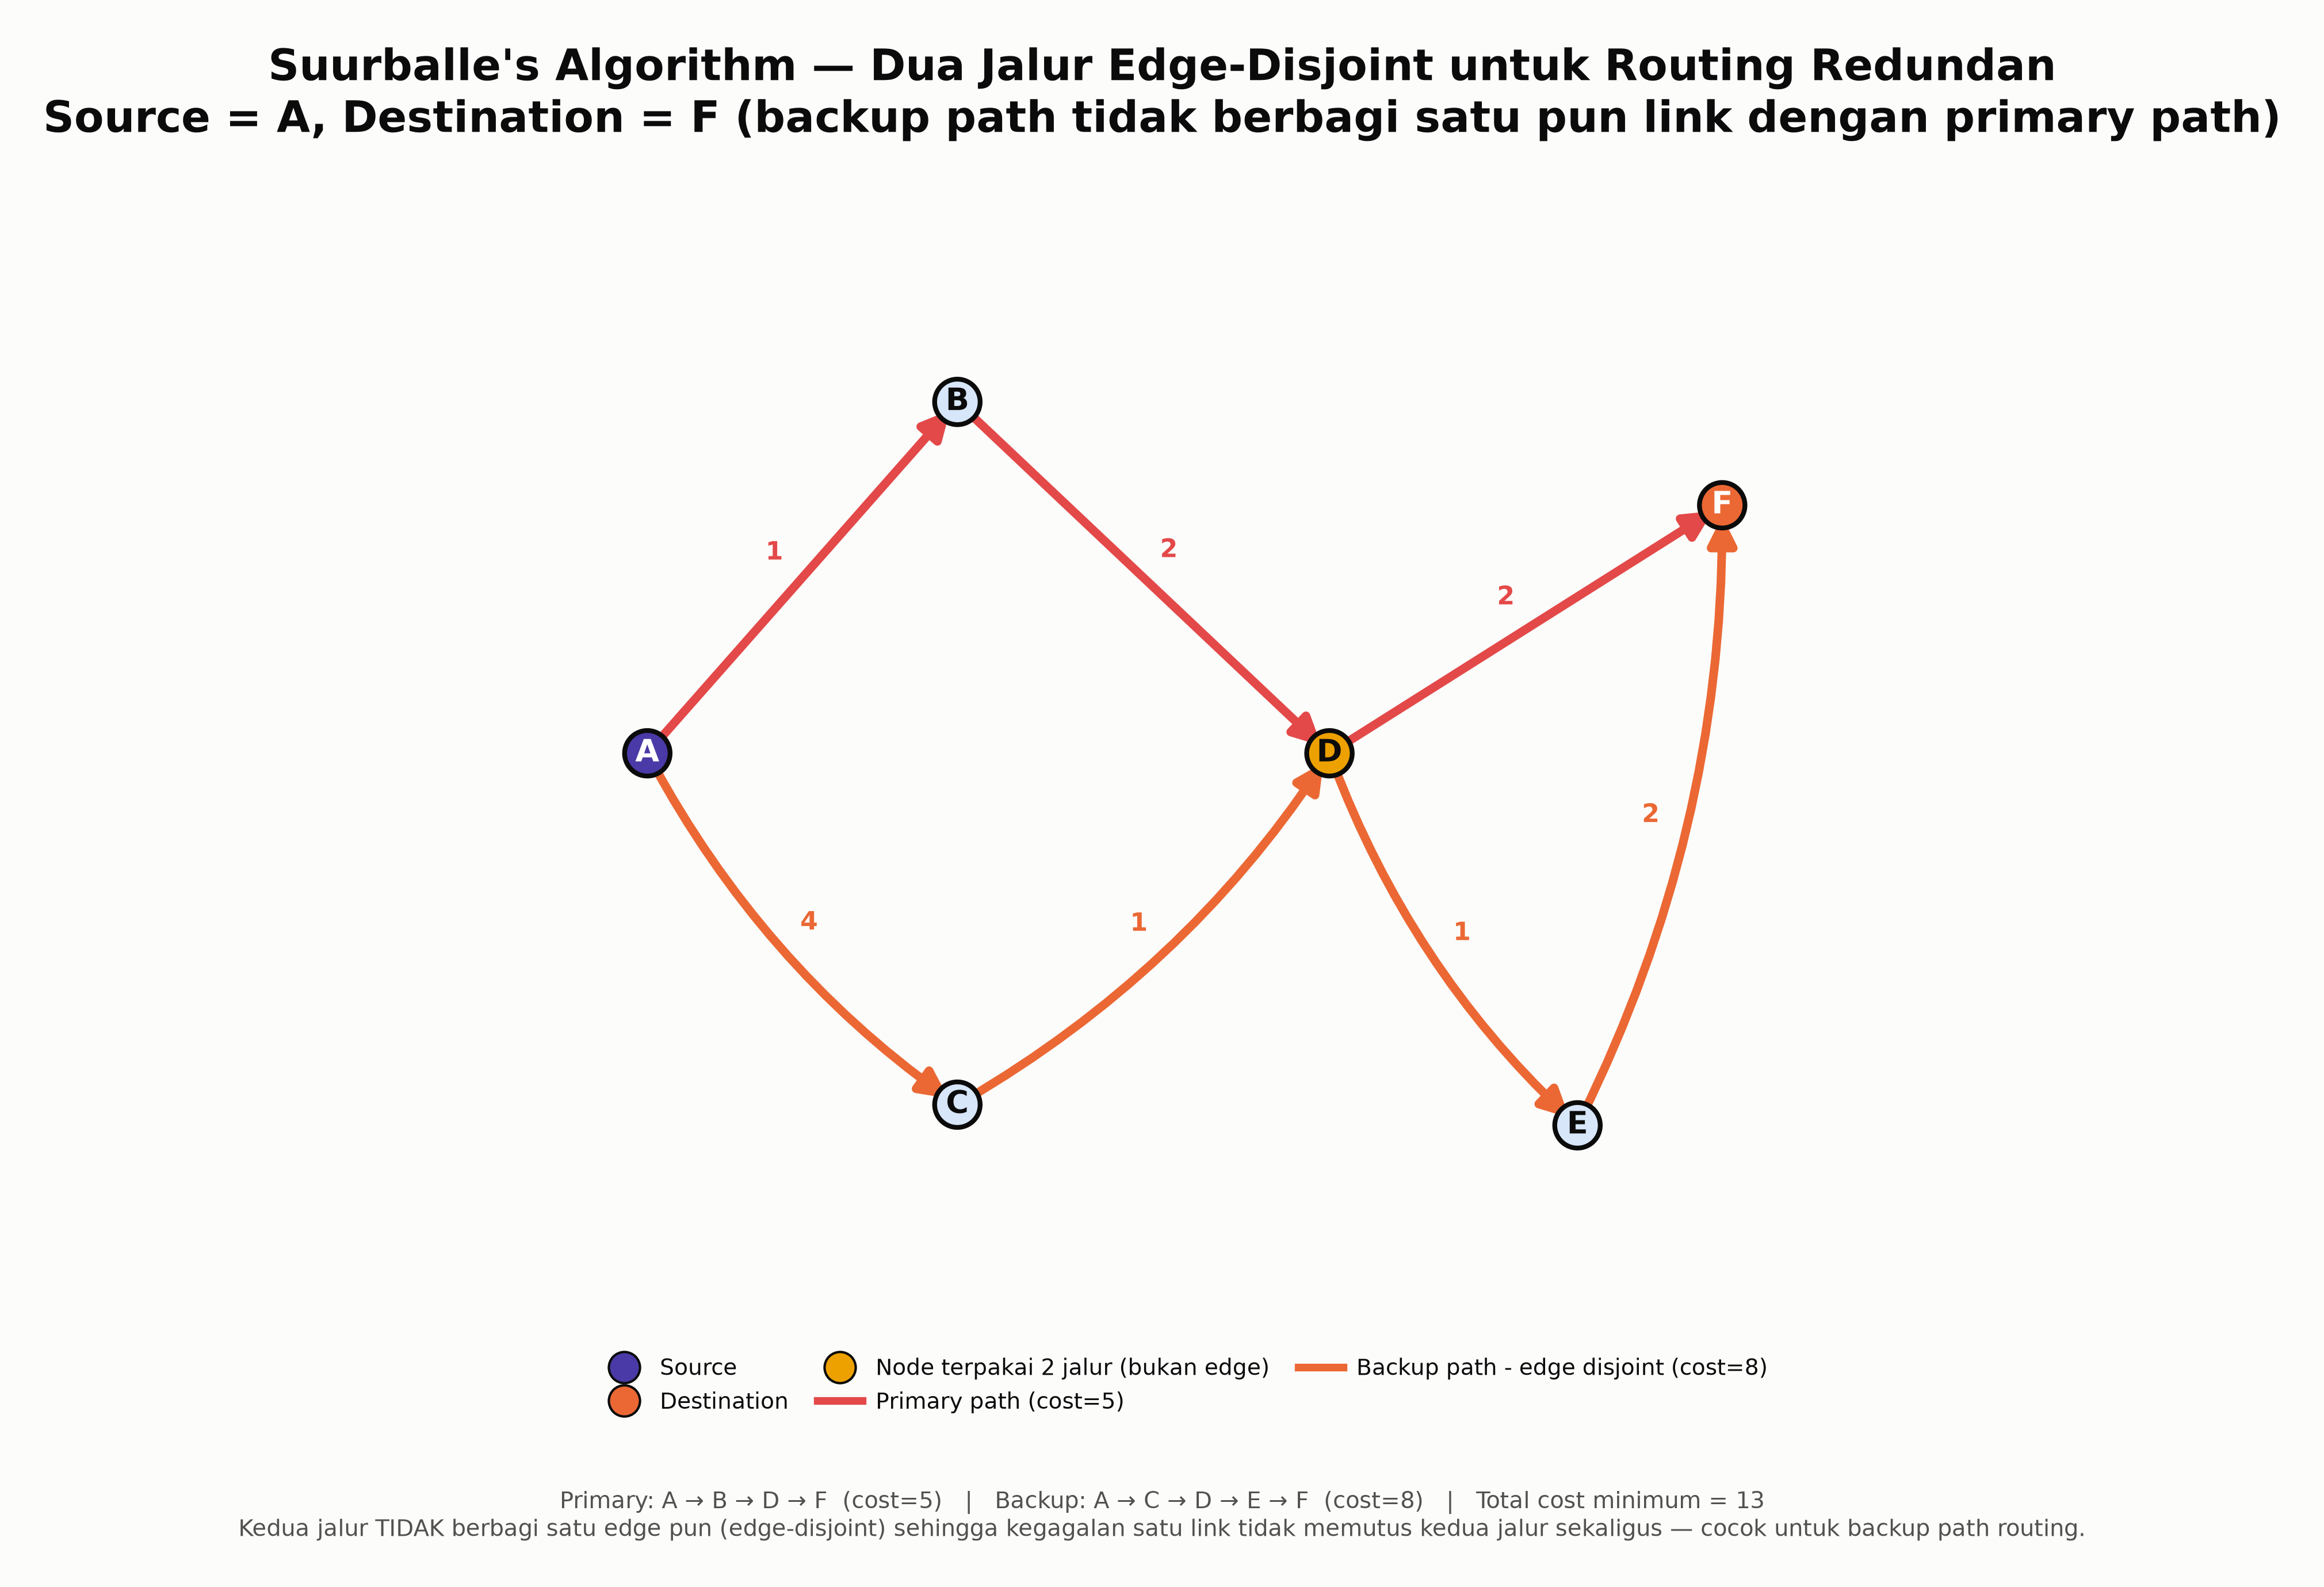 Suurballe's Algorithm — Dua Jalur Edge-Disjoint untuk Routing Redundan
Source = A, Destination = F (backup path tidak berbagi satu pun link dengan primary path)
B
F
1
2
2
A
D
2
4
1
1
C
E
Source
Node terpakai 2 jalur (bukan edge)
Backup path - edge disjoint (cost=8)
Destination
Primary path (cost=5)
Primary: A → B → D → F (cost=5) | Backup: A → C → D → E → F (cost=8) | Total cost minimum = 13
Kedua jalur TIDAK berbagi satu edge pun (edge-disjoint) sehingga kegagalan satu link tidak memutus kedua jalur sekaligus — cocok untuk backup path routing.